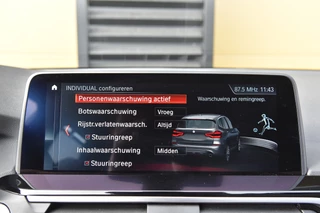 INDIVIDUAL configureren
87.5 MHz 11:43
Personenwaarschuwing actief
Waarschuwing en remingreep.
Botswaarschuwing Vroeg
Rijstr.verlatenwaarsch. Altijd
Stuuringreep
Inhaalwaarschuwing Midden
Stuuringreep